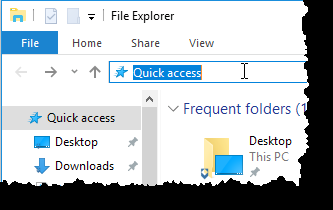 File Explorer
File Home Share View
Quick access
Quick access
Desktop
Downloads
Frequent folders (1
Desktop
This PC